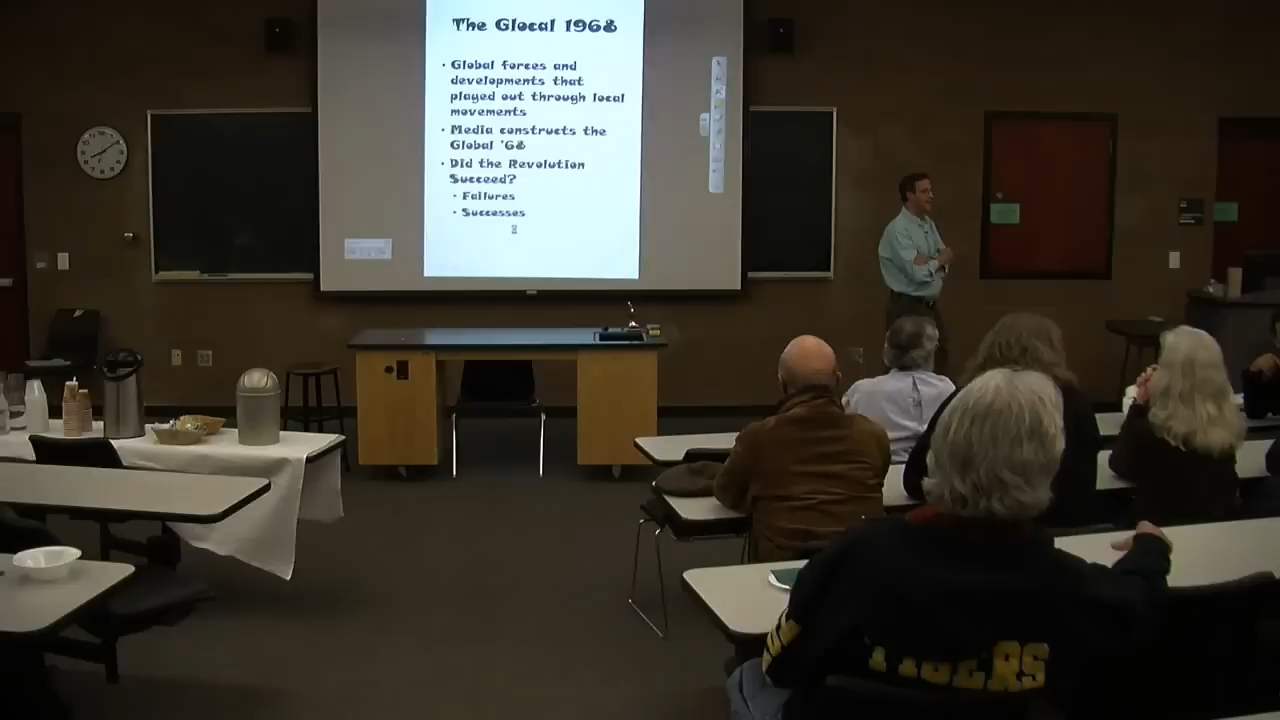 The Glocal 1968
• Global forces and
developments that
played out through local
movements
• Media constructs the
Global '68
• Did the Revolution
Succeed?
• Failures
• Successes
TIGERS